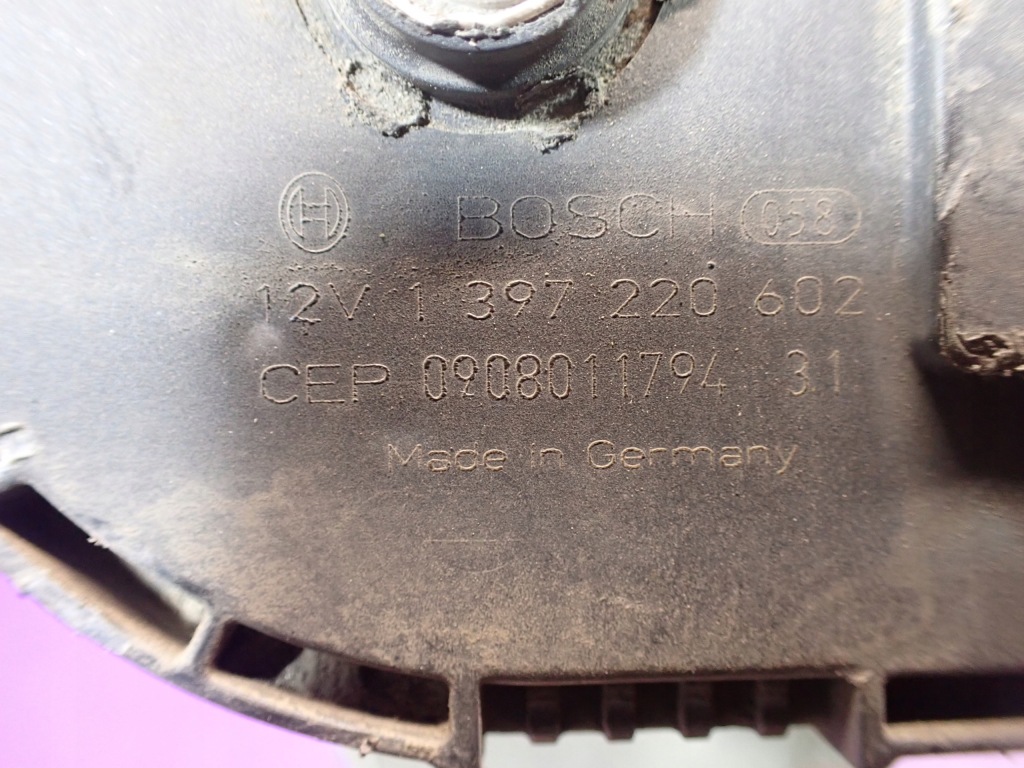 BOSCH 058
12V 1 397 220 602
CEP 0908011794 31
Made in Germany